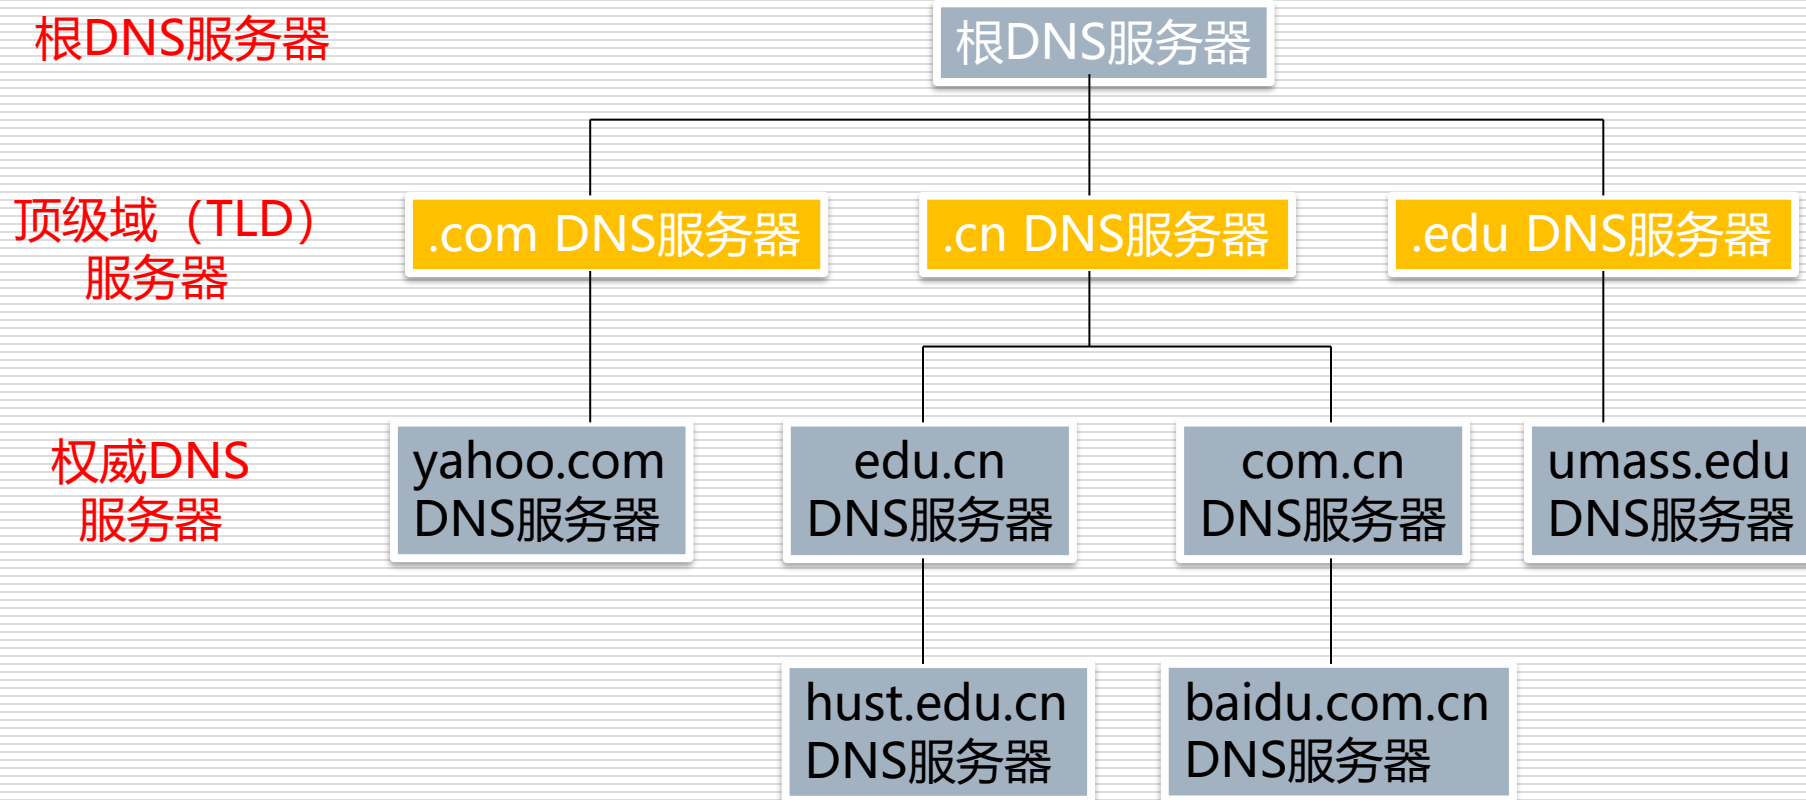 根DNS服务器
根DNS服务器
顶级域（TLD）
服务器
.com DNS服务器
.cn DNS服务器
.edu DNS服务器
权威DNS
服务器
yahoo.com
DNS服务器
edu.cn
DNS服务器
com.cn
DNS服务器
umass.edu
DNS服务器
hust.edu.cn
DNS服务器
baidu.com.cn
DNS服务器